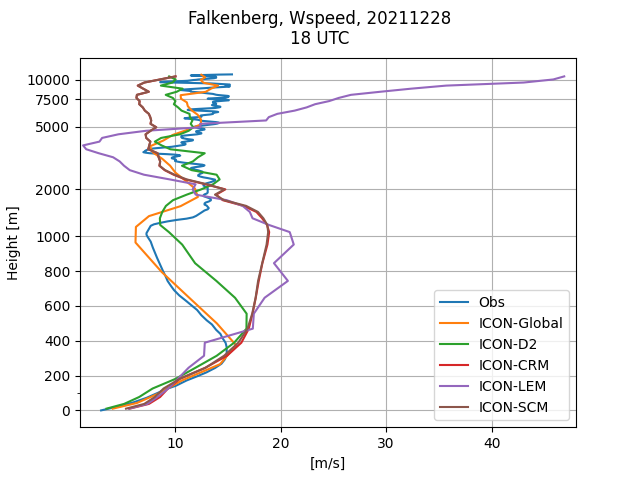 Falkenberg, Wspeed, 20211228
18 UTC
10000
7500
5000
2000
1000
800
600
400
200
0
Height [m]
10
20
30
40
[m/s]
Obs
ICON-Global
ICON-D2
ICON-CRM
ICON-LEM
ICON-SCM